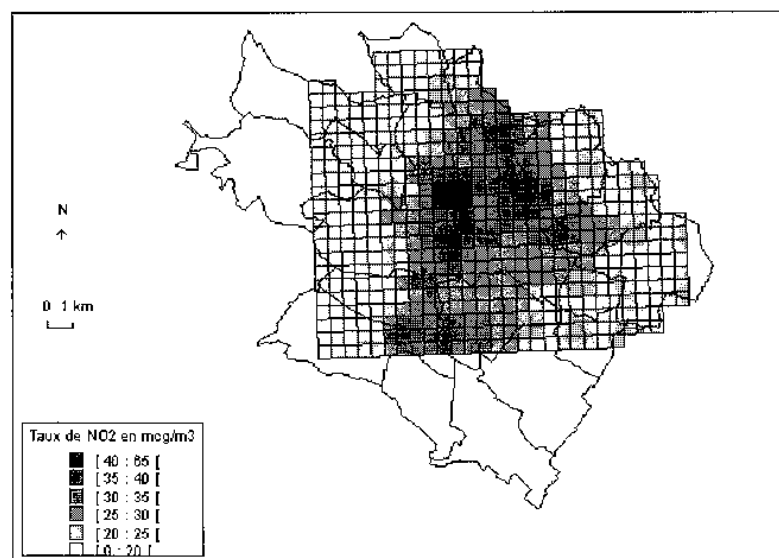 N
0 1 km
Taux de NO2 en mcg/m3
[ 40 : 65 [
[ 35 : 40 [
[ 30 : 35 [
[ 25 : 30 [
[ 20 : 25 [
[ 0 : 20 [